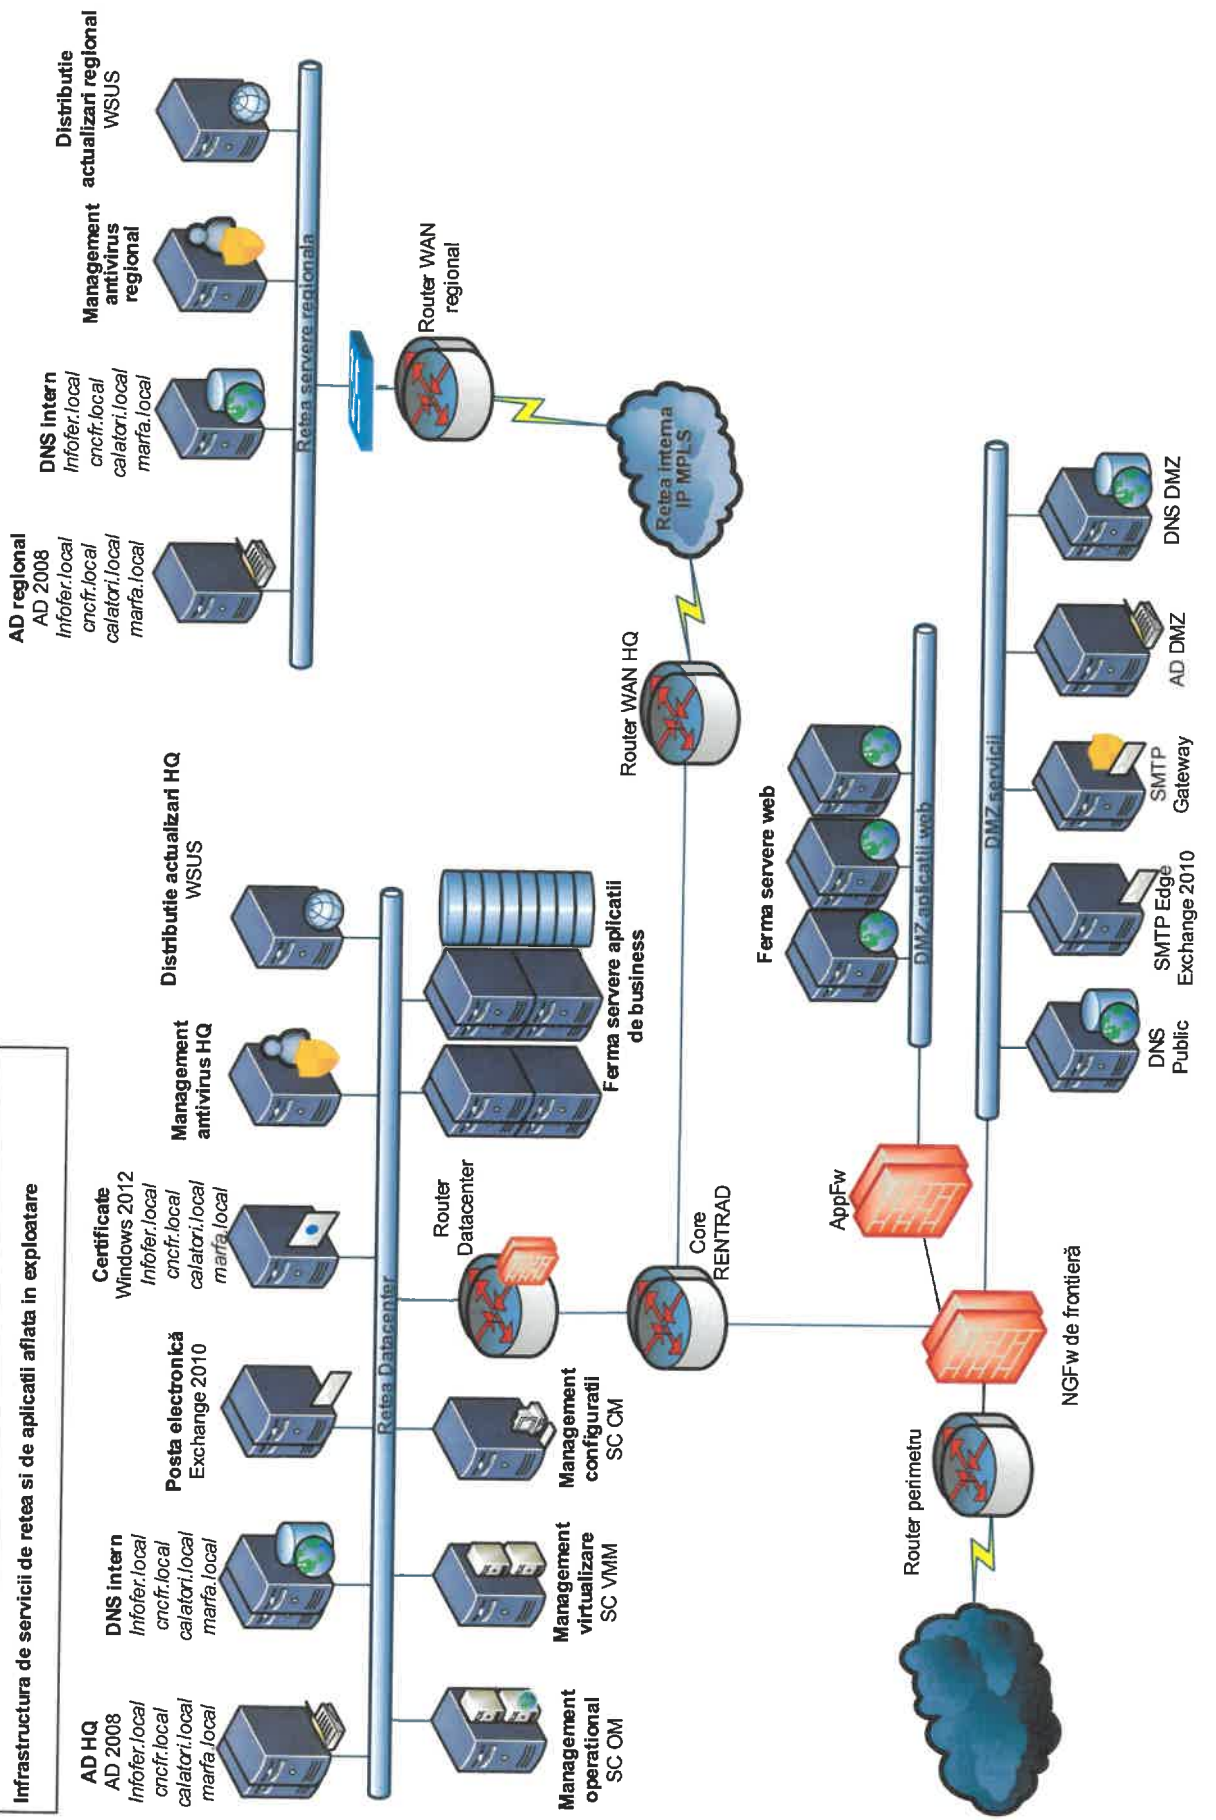 Infrastructura de servicii de retea si de aplicatii aflata in exploatare
AD HQ
AD 2008
Infofer.local
cncfr.local
calatori.local
marfa.local
DNS intern
Infofer.local
cncfr.local
calatori.local
marfa.local
Posta electronică
Exchange 2010
Certificate
Windows 2012
Infofer.local
cncfr.local
calatori.local
marfa.local
Management
antivirus HQ
Distributie actualizari HQ
WSUS
Retea Datacenter
Management
operational
SC OM
Management
virtualizare
SC VMM
Management
configuratii
SC CM
Router
Datacenter
Ferma servere aplicatii
de business
AD regional
AD 2008
Infofer.local
cncfr.local
calatori.local
marfa.local
DNS intern
Infofer.local
cncfr.local
calatori.local
marfa.local
Management
antivirus
regional
Distributie
actualizari regional
WSUS
Retea servere regionala
Router WAN
regional
Retea interna
IP MPLS
Router WAN HQ
Core
RENTRAD
AppFw
Ferma servere web
DMZ aplicatii web
DMZ servicii
Router perimetru
NGFw de frontieră
DNS
Public
SMTP Edge
Exchange 2010
SMTP
Gateway
AD DMZ
DNS DMZ